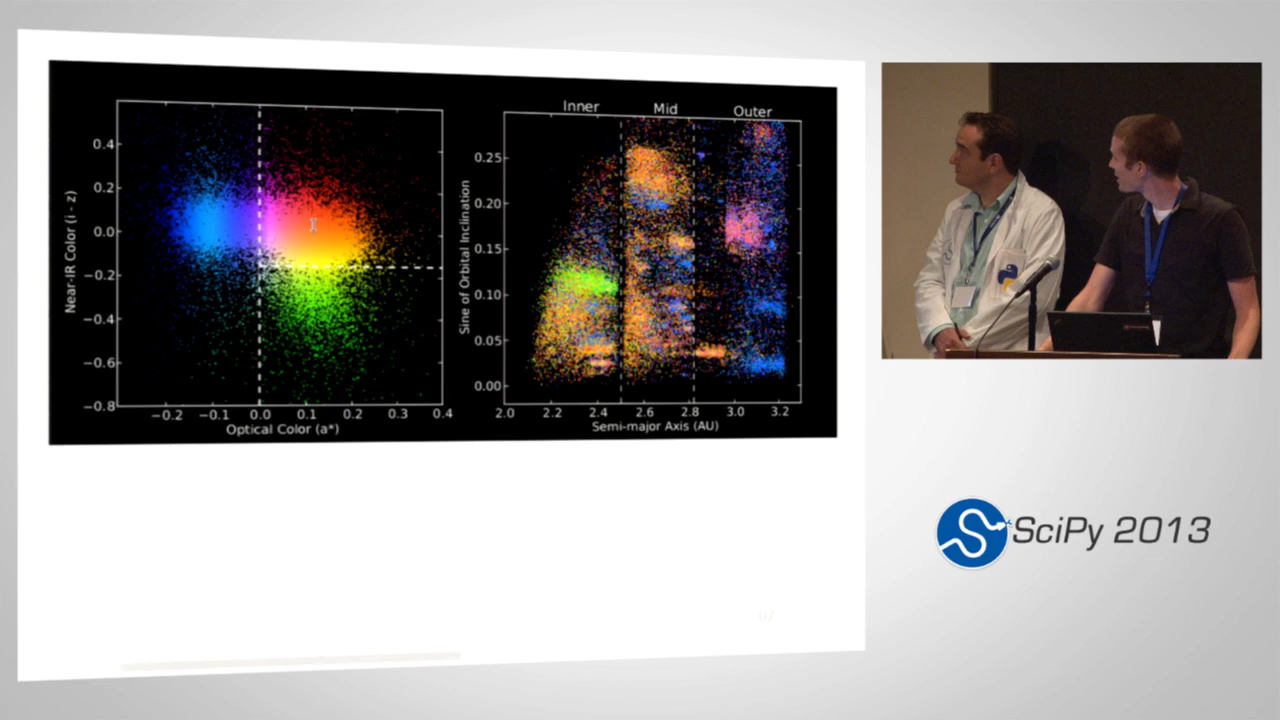 Inner Mid Outer
0.4
0.2
0.0
−0.2
−0.4
−0.6
−0.8
Near-IR Color (i - z)
−0.2 −0.1 0.0 0.1 0.2 0.3 0.4
Optical Color (a*)
0.25
0.20
0.15
0.10
0.05
0.00
Sine of Orbital Inclination
2.0 2.2 2.4 2.6 2.8 3.0 3.2
Semi-major Axis (AU)
SciPy 2013